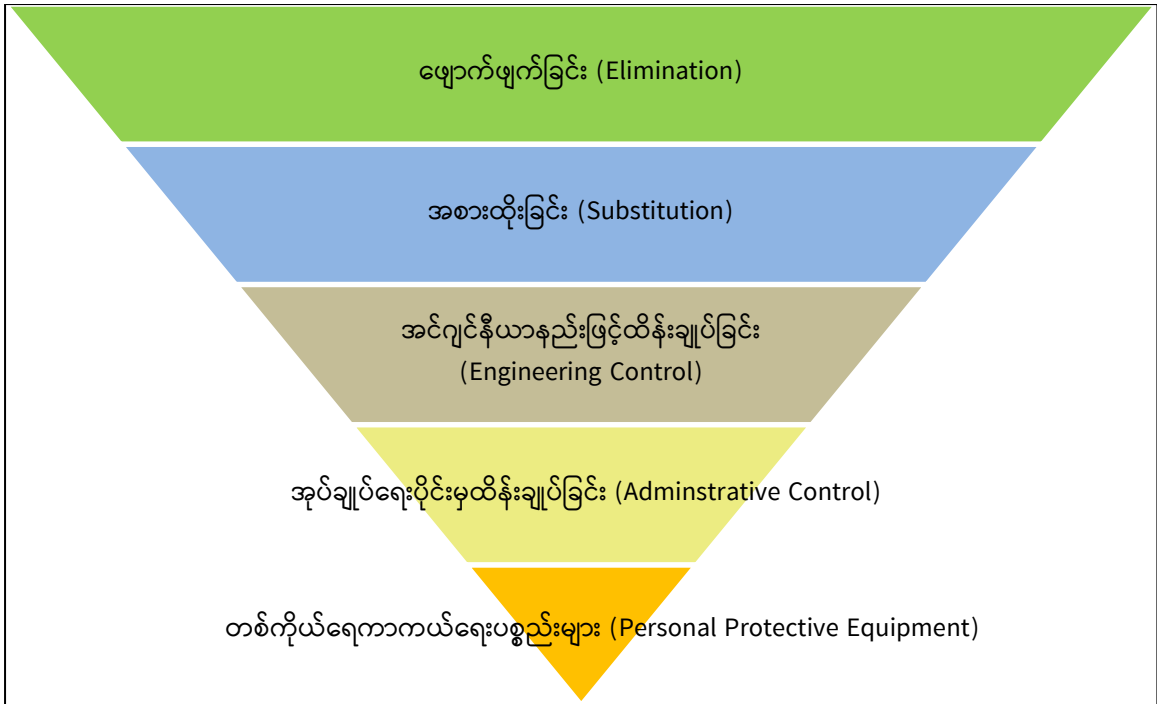 ဖျောက်ဖျက်ခြင်း (Elimination)
အစားထိုးခြင်း (Substitution)
အင်ဂျင်နီယာနည်းဖြင့်ထိန်းချုပ်ခြင်း
(Engineering Control)
အုပ်ချုပ်ရေးပိုင်းမှထိန်းချုပ်ခြင်း (Adminstrative Control)
တစ်ကိုယ်ရေကာကယ်ရေးပစ္စည်းများ (Personal Protective Equipment)